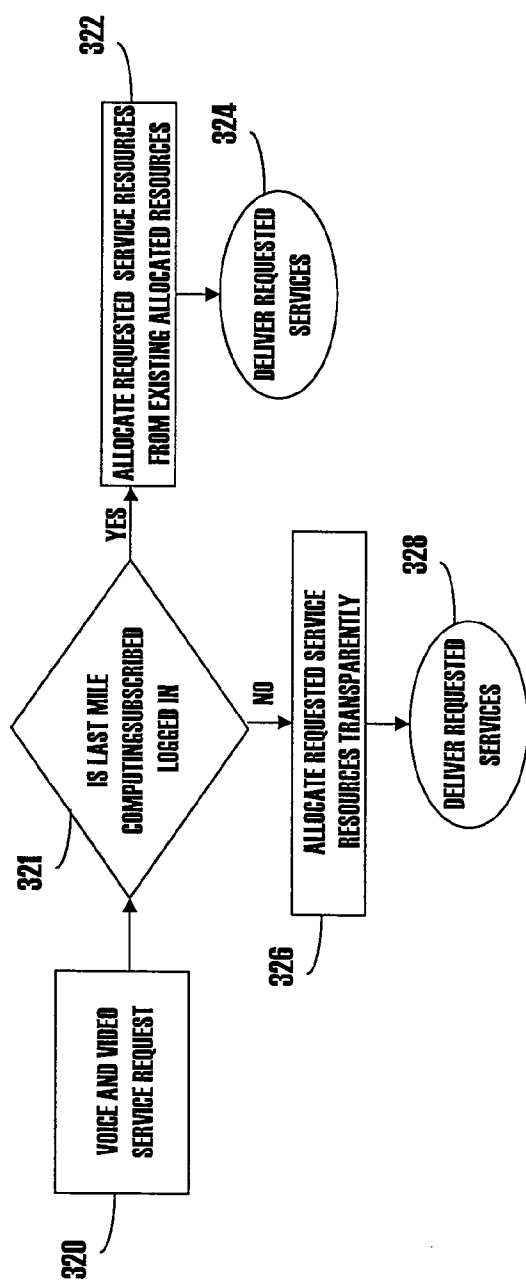 320
VOICE AND VIDEO
SERVICE REQUEST
321
IS LAST MILE
COMPUTINGSUBSCRIBED
LOGGED IN
YES
322
ALLOCATE REQUESTED SERVICE RESOURCES
FROM EXISTING ALLOCATED RESOURCES
324
DELIVER REQUESTED
SERVICES
NO
326
ALLOCATE REQUESTED SERVICE
RESOURCES TRANSPARENTLY
328
DELIVER REQUESTED
SERVICES